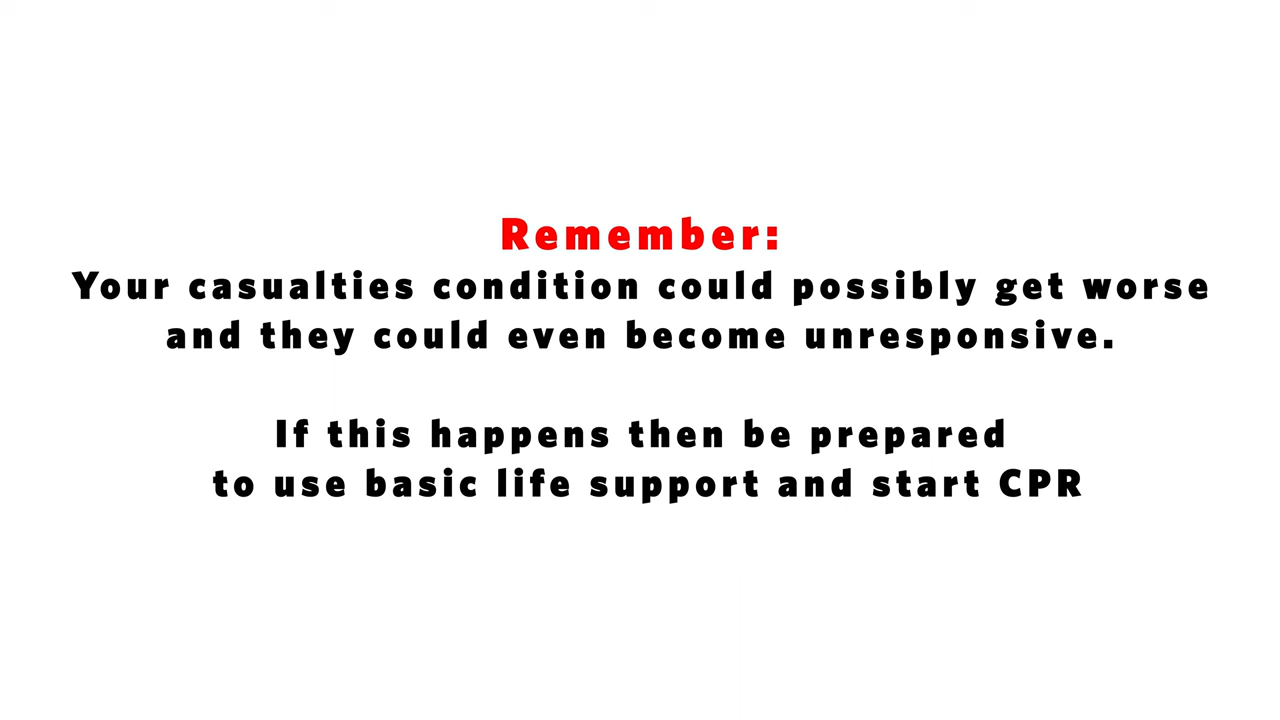 Remember:
Your casualties condition could possibly get worse
and they could even become unresponsive.
If this happens then be prepared
to use basic life support and start CPR